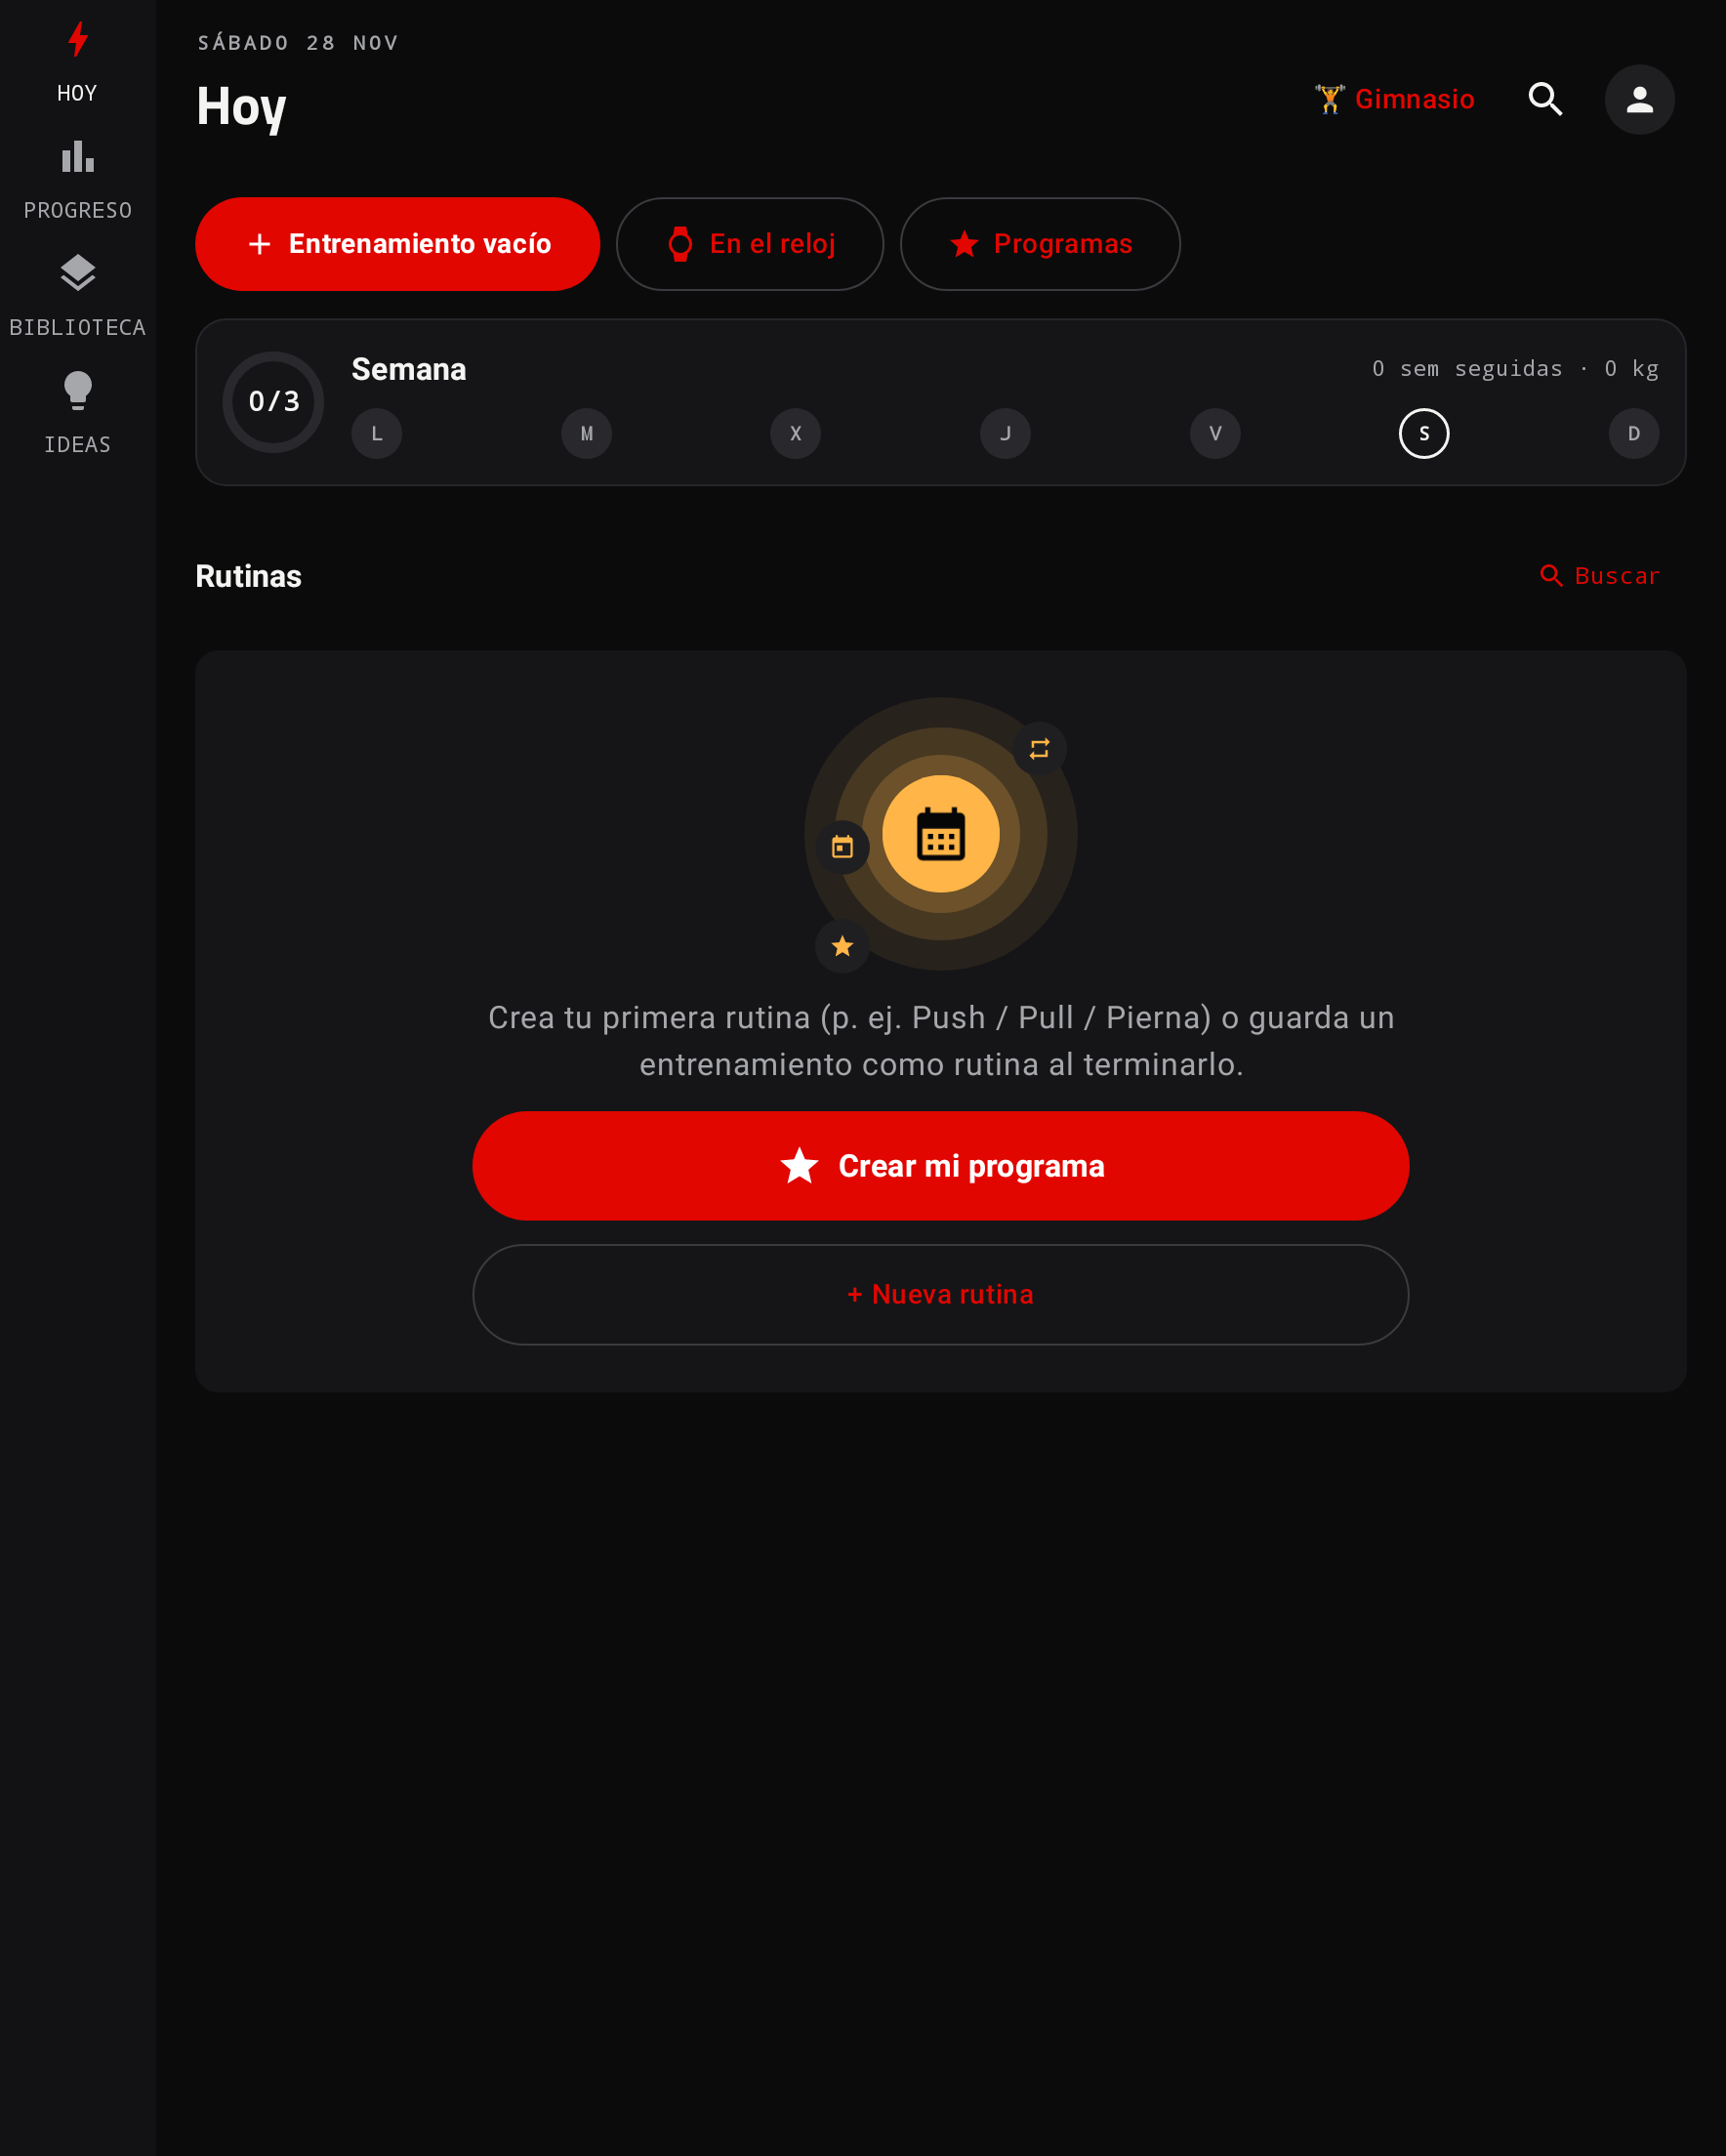 HOY
PROGRESO
BIBLIOTECA
IDEAS
SÁBADO 28 NOV
Hoy
Gimnasio
Entrenamiento vacío
En el reloj
Programas
0/3
Semana
0 sem seguidas · 0 kg
L M X J V S D
Rutinas
Buscar
Crea tu primera rutina (p. ej. Push / Pull / Pierna) o guarda un
entrenamiento como rutina al terminarlo.
Crear mi programa
+ Nueva rutina